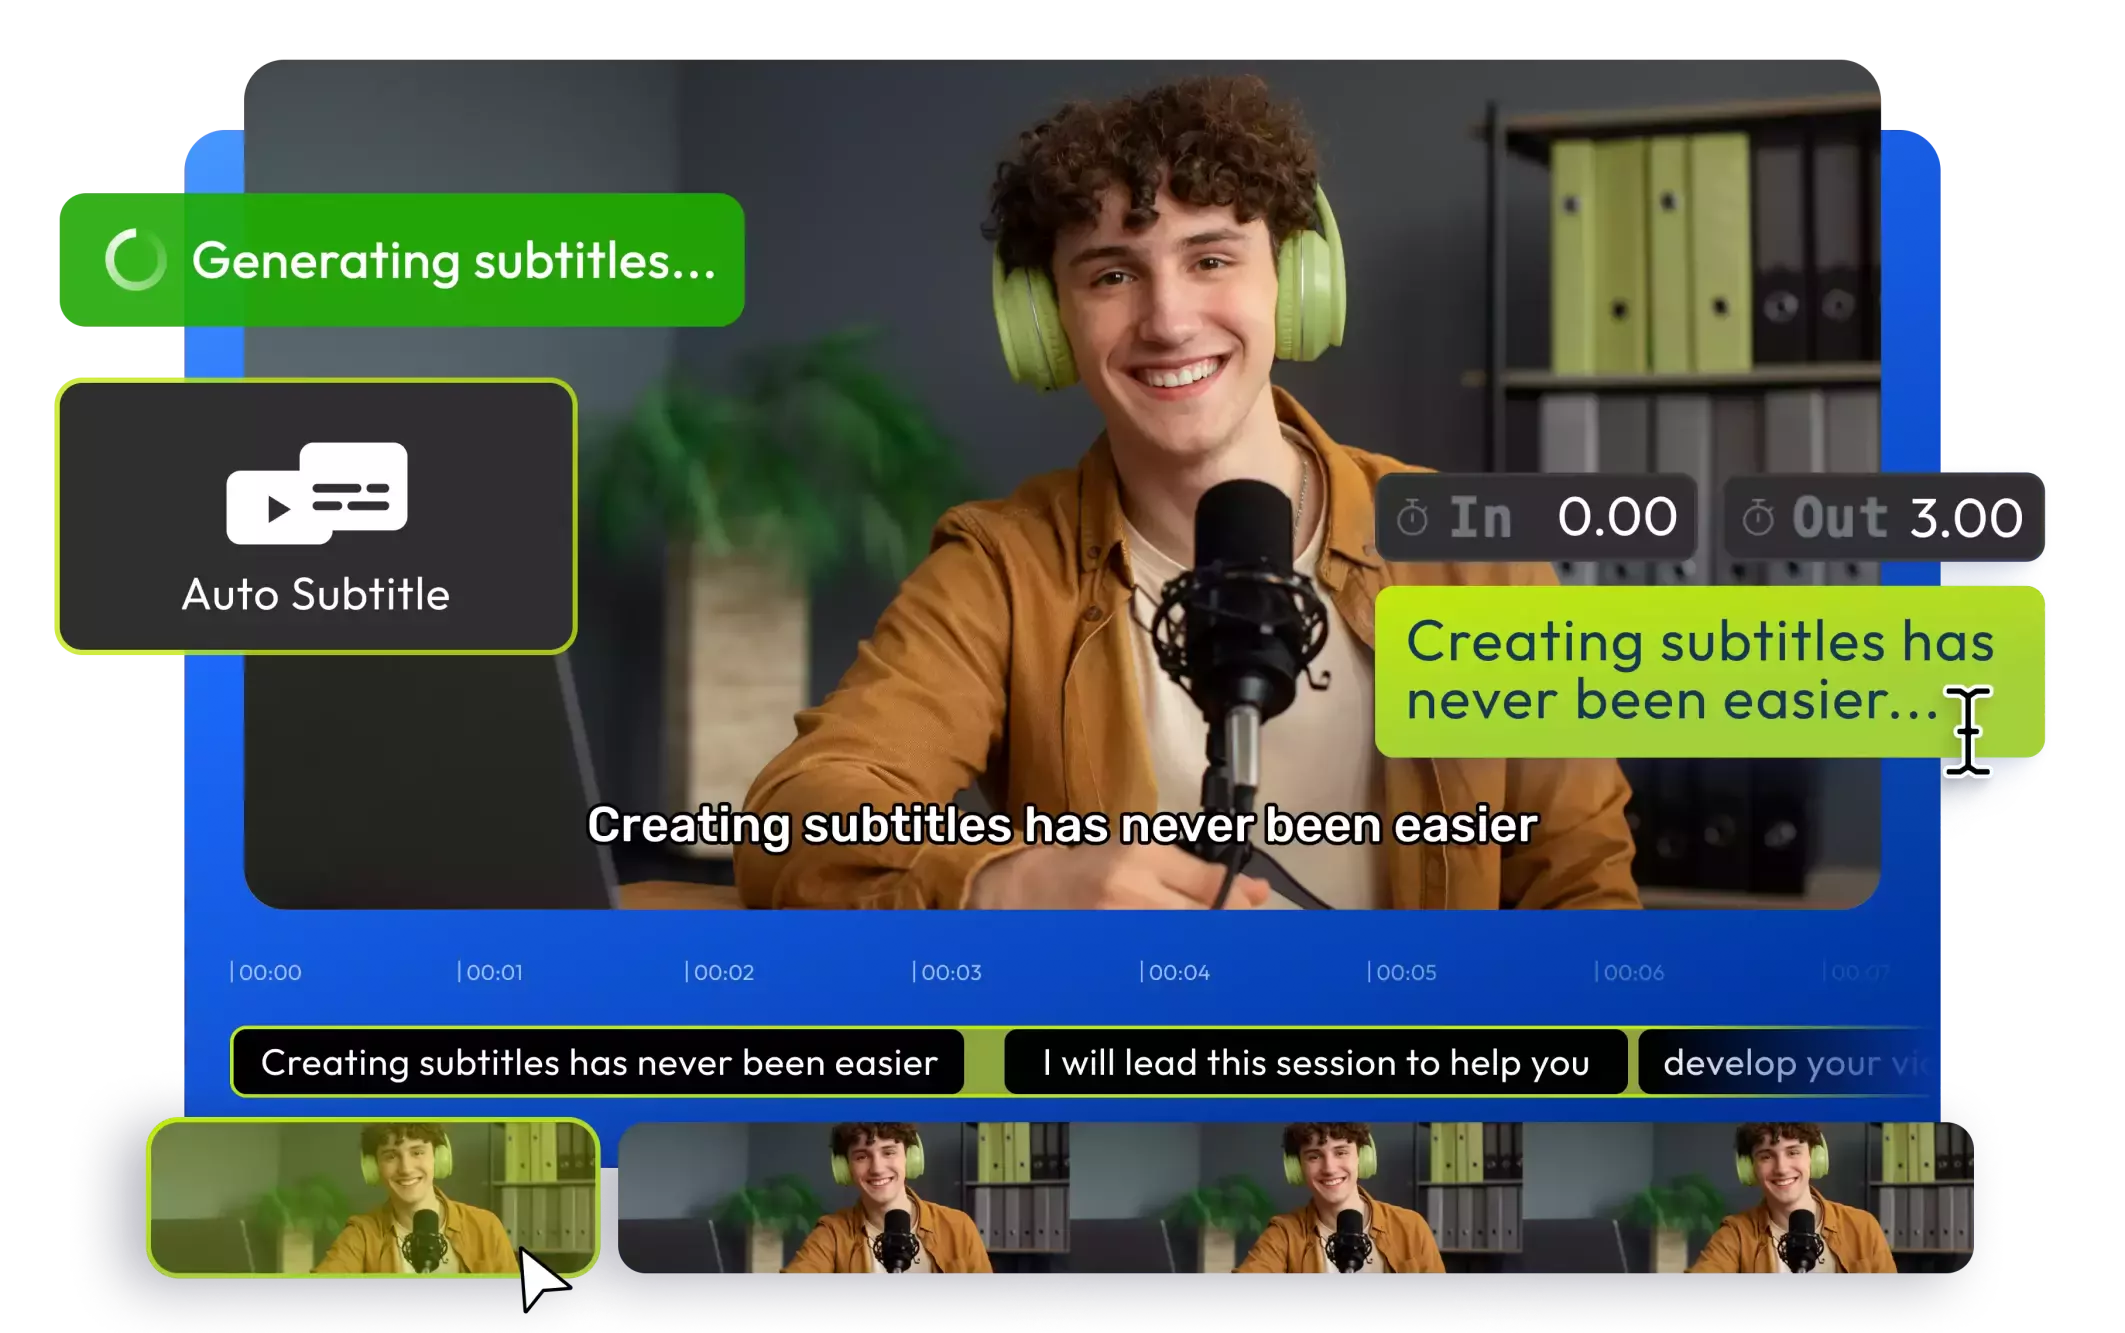 Generating subtitles...
Auto Subtitle
In 0.00 Out 3.00
Creating subtitles has
never been easier...
Creating subtitles has never been easier
00:00 00:01 00:02 00:03 00:04 00:05 00:06 00:07
Creating subtitles has never been easier I will lead this session to help you develop your